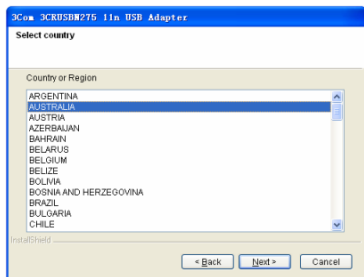 3Com 3CRUSBN275 11n USB Adapter
Select country
Country or Region
ARGENTINA
AUSTRALIA
AUSTRIA
AZERBAIJAN
BAHRAIN
BELARUS
BELGIUM
BELIZE
BOLIVIA
BOSNIA AND HERZEGOVINA
BRAZIL
BULGARIA
CHILE
InstallShield
< Back Next > Cancel